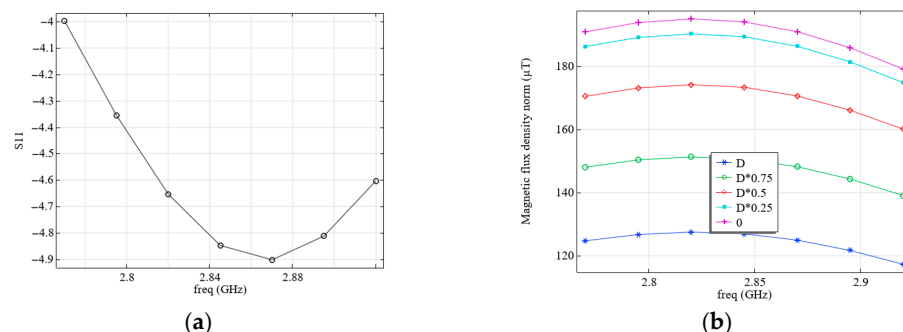 −4
−4.1
−4.2
−4.3
−4.4
−4.5
−4.6
−4.7
−4.8
−4.9
S11
2.8
2.84
2.88
freq (GHz)
(a)
180
160
140
120
Magnetic flux density norm (µT)
D
D*0.75
D*0.5
D*0.25
0
2.8
2.85
2.9
freq (GHz)
(b)